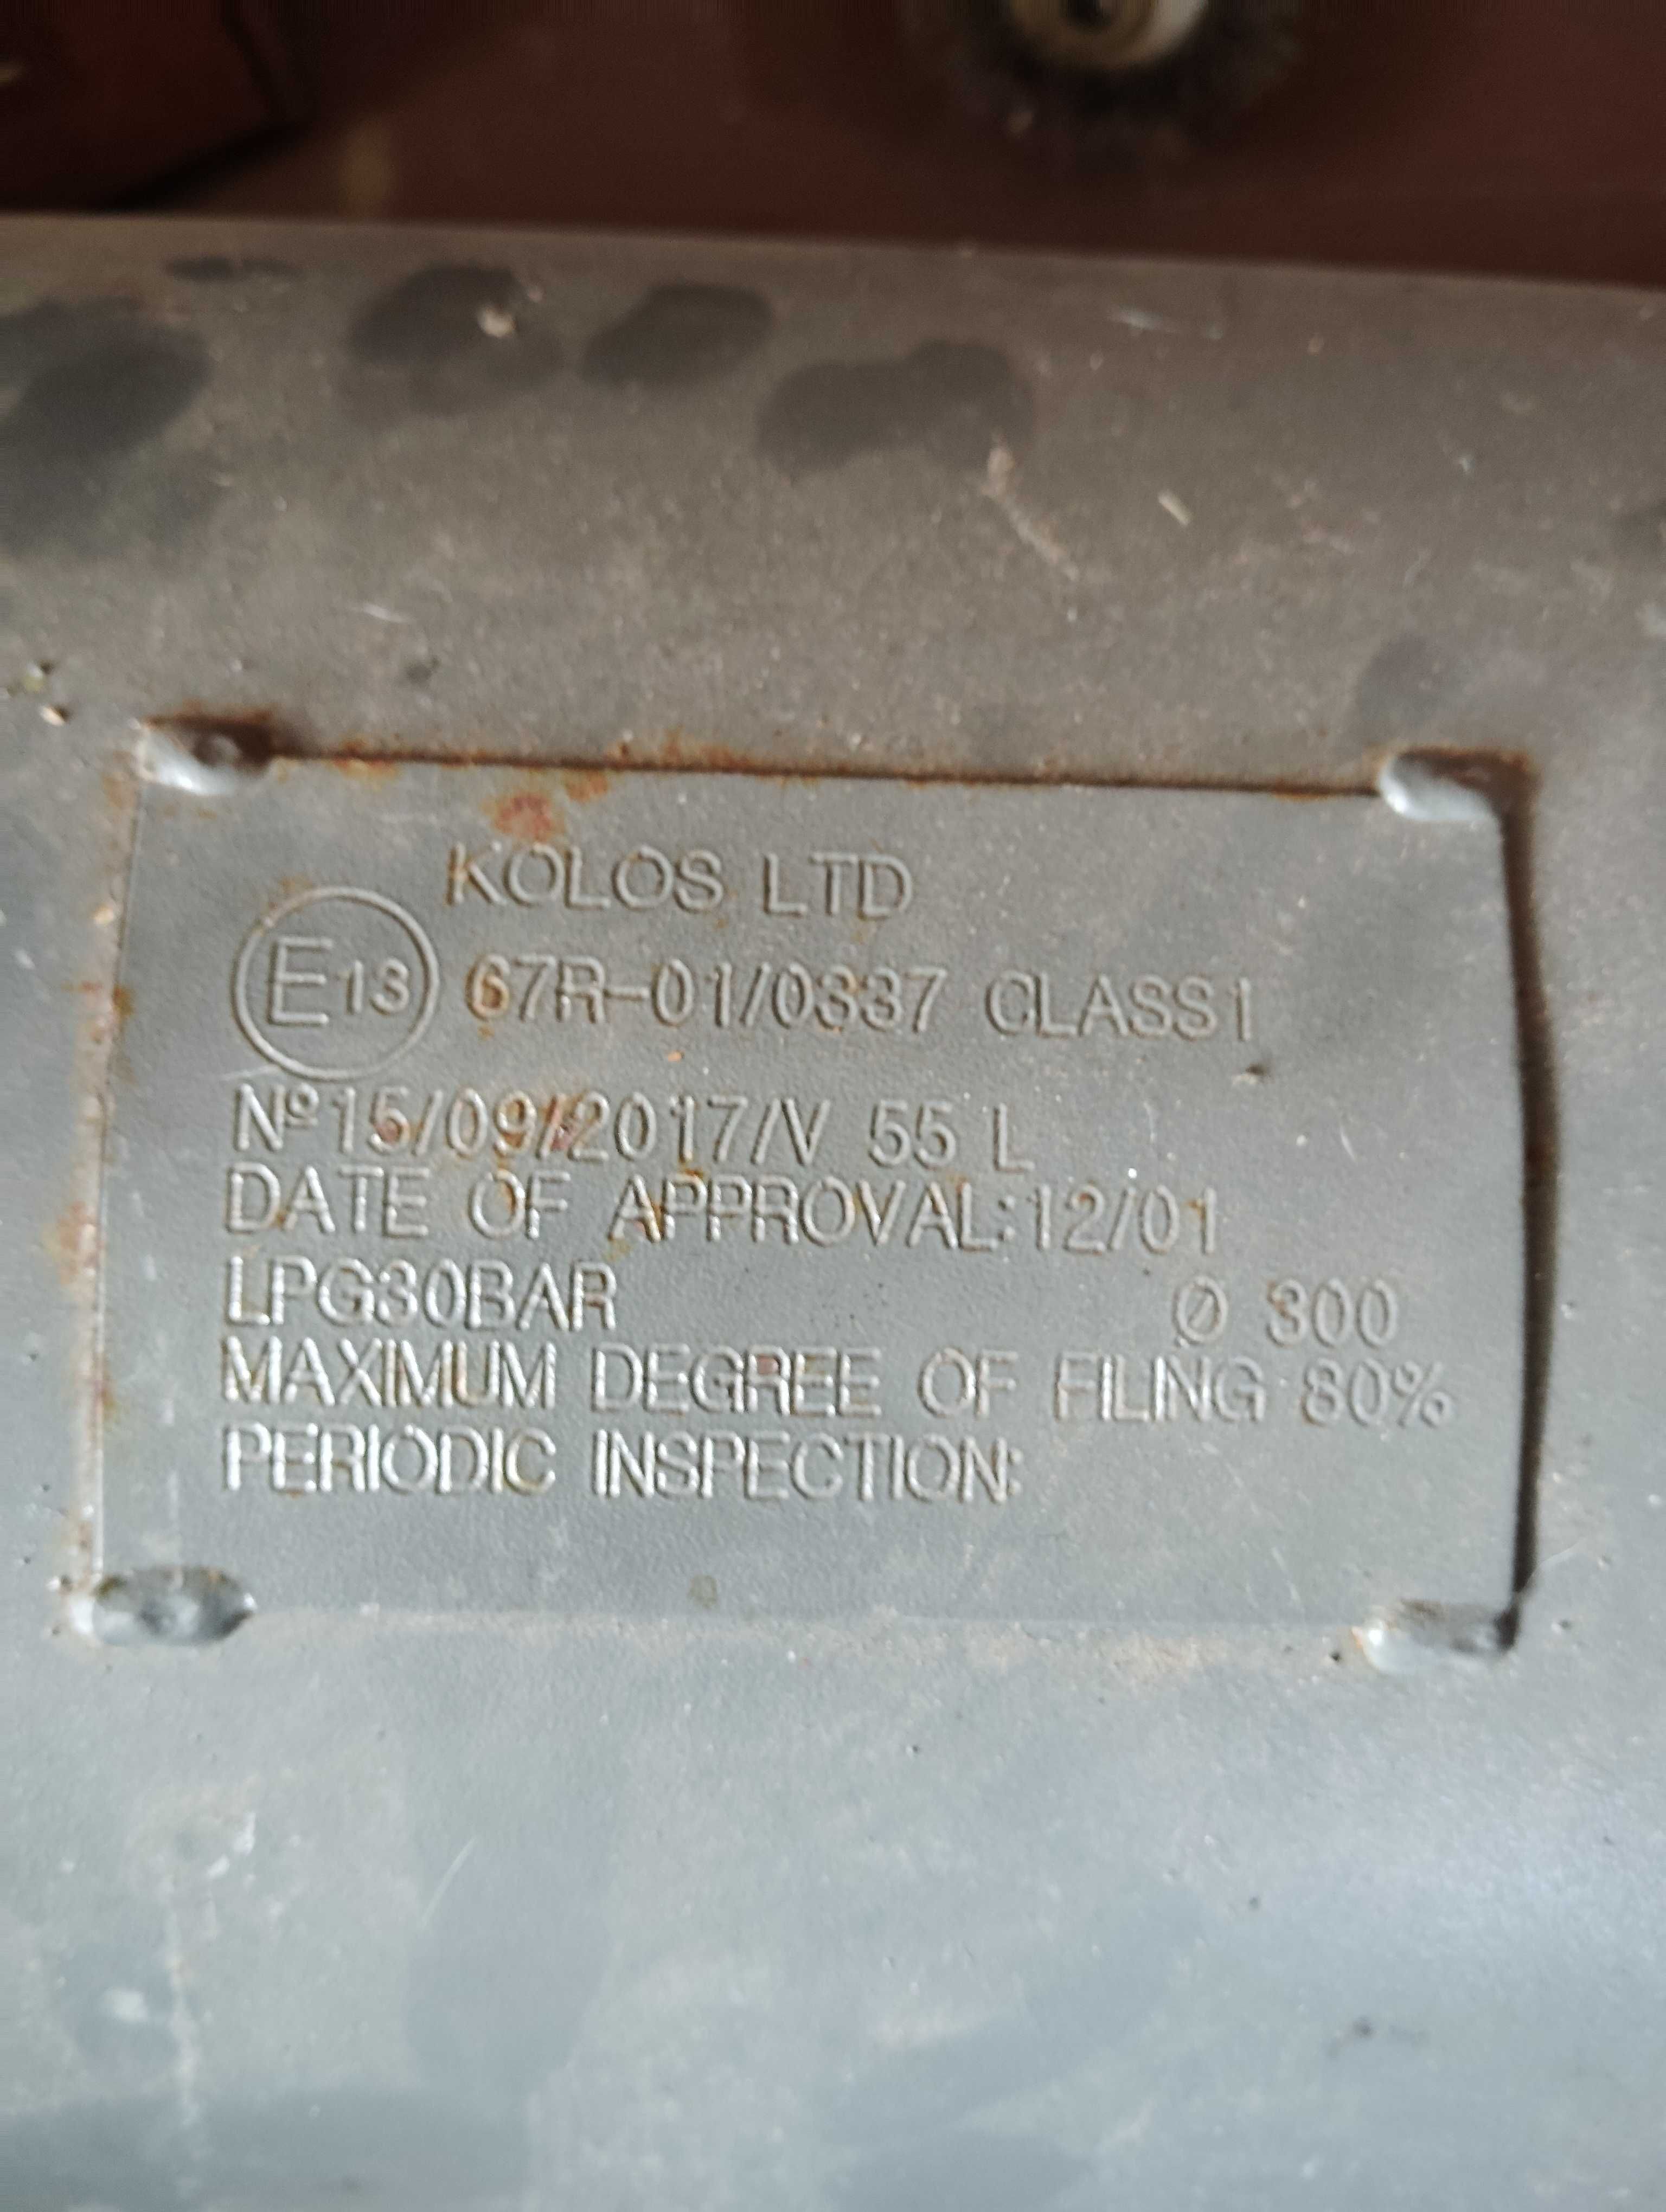 KOLOS LTD
E13 67R-01/0337 CLASS1
Nº15/09/2017/V 55 L
DATE OF APPROVAL:12/01
LPG30BAR Ø 300
MAXIMUM DEGREE OF FILING 80%
PERIODIC INSPECTION: